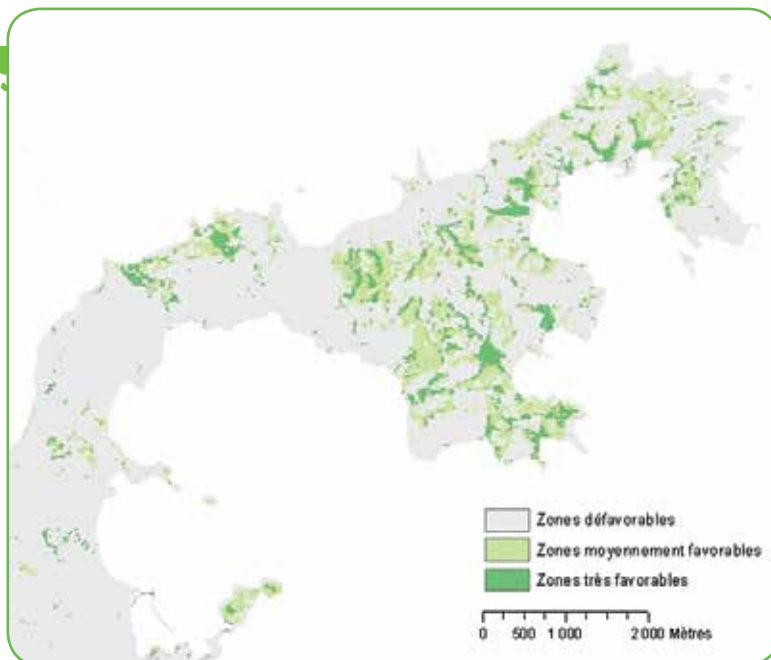 Zones défavorables
Zones moyennement favorables
Zones très favorables
0 500 1 000 2 000 Mètres